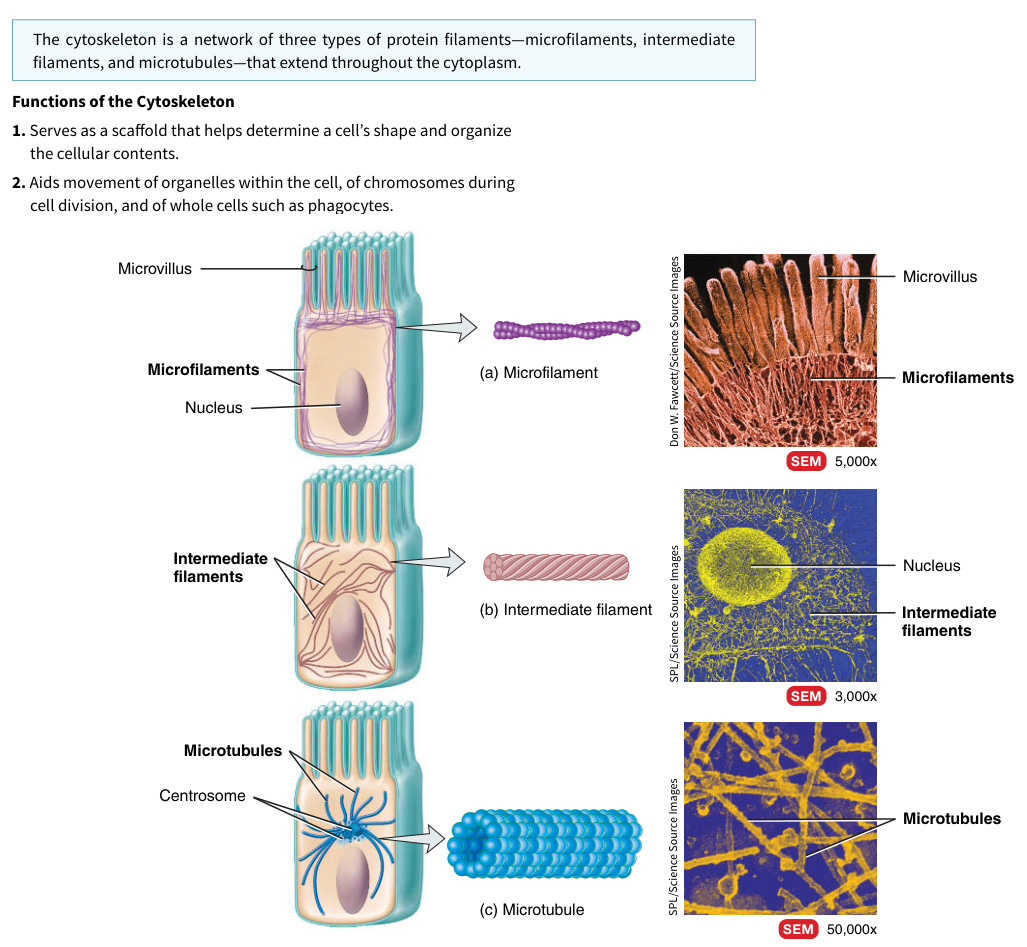 The cytoskeleton is a network of three types of protein filaments—microfilaments, intermediate
filaments, and microtubules—that extend throughout the cytoplasm.
Functions of the Cytoskeleton
1. Serves as a scaffold that helps determine a cell's shape and organize
the cellular contents.
2. Aids movement of organelles within the cell, of chromosomes during
cell division, and of whole cells such as phagocytes.
Microvillus
Microfilaments
Nucleus
(a) Microfilament
Don W. Fawcett/Science Source Images
Microvillus
Microfilaments
SEM 5,000x
Intermediate
filaments
(b) Intermediate filament
SPL/Science Source Images
Nucleus
Intermediate
filaments
SEM 3,000x
Microtubules
Centrosome
(c) Microtubule
SPL/Science Source Images
Microtubules
SEM 50,000x